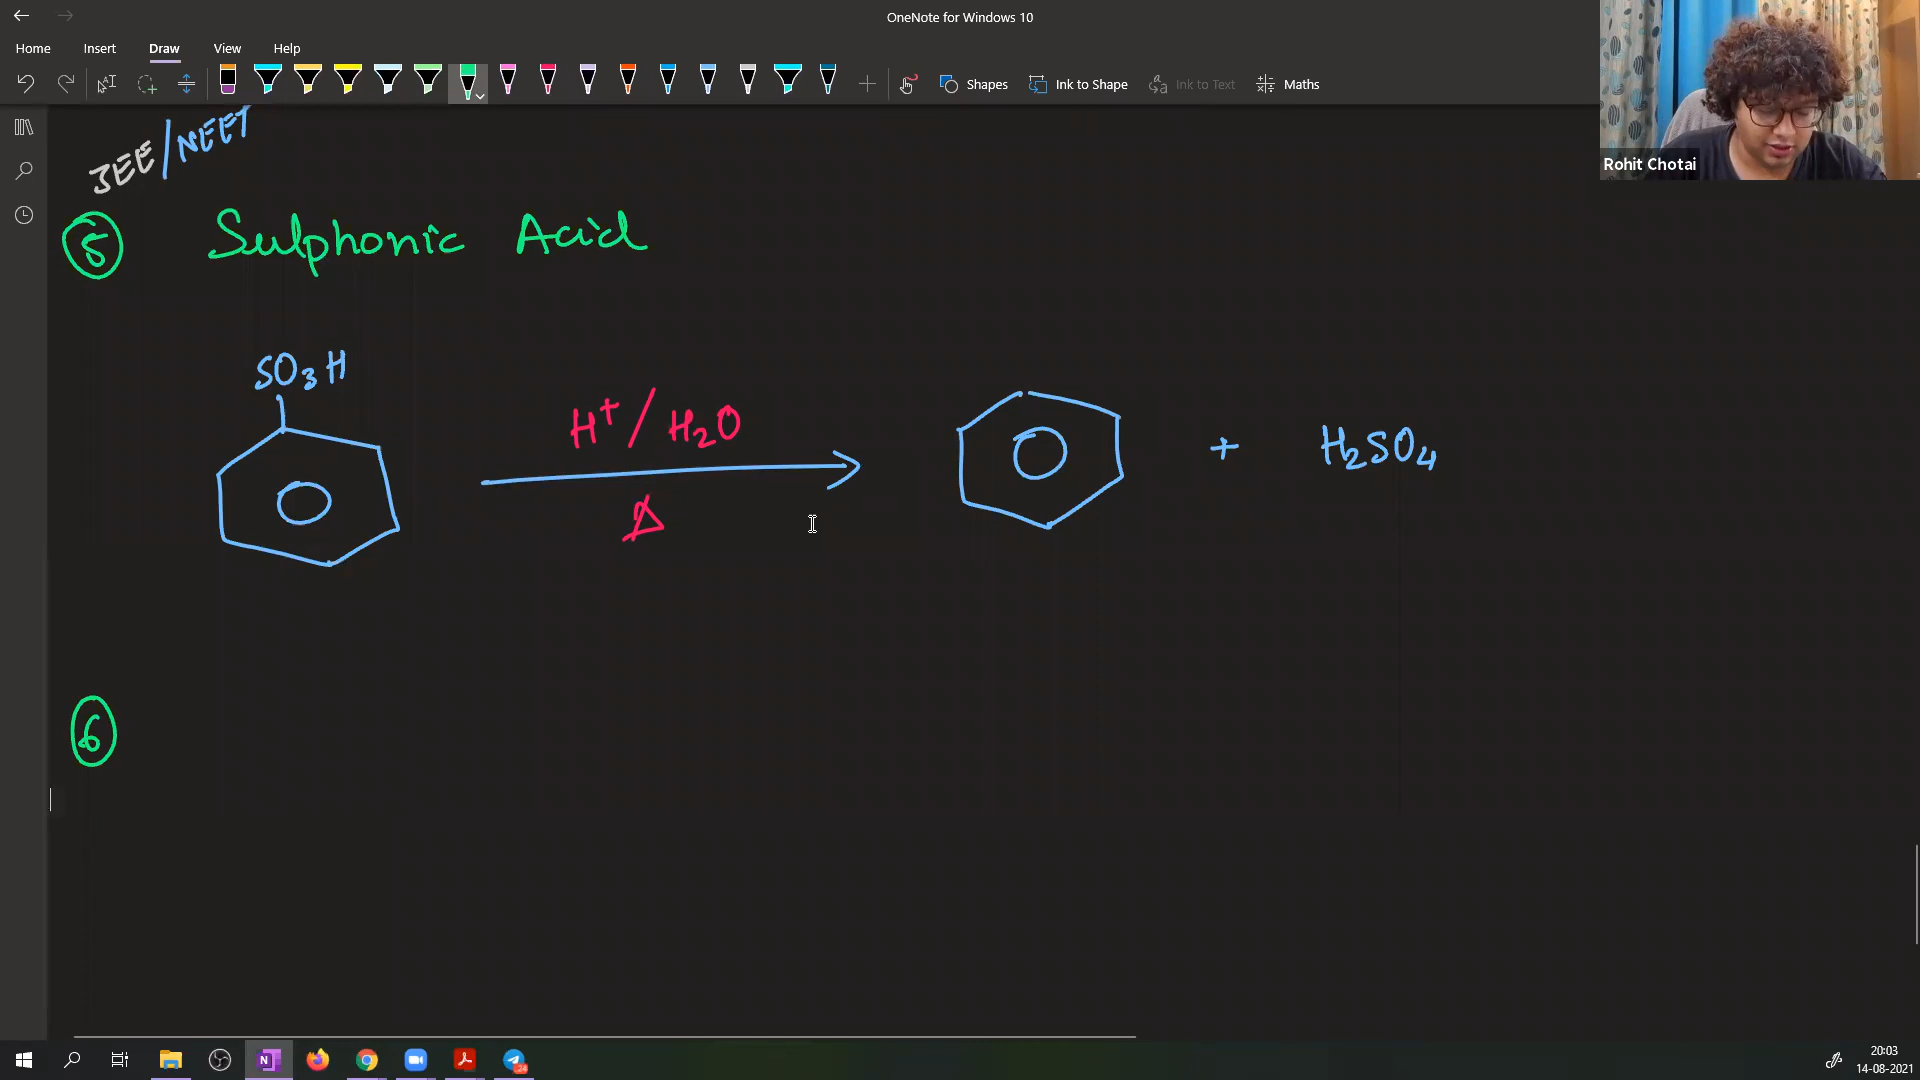 OneNote for Windows 10
Home Insert Draw View Help
Shapes Ink to Shape Ink to Text Maths
Rohit Chotai
JEE/NEET
5 Sulphonic Acid
SO3H
H+/H2O
Δ
+ H2SO4
6
24
20:03
14-08-2021